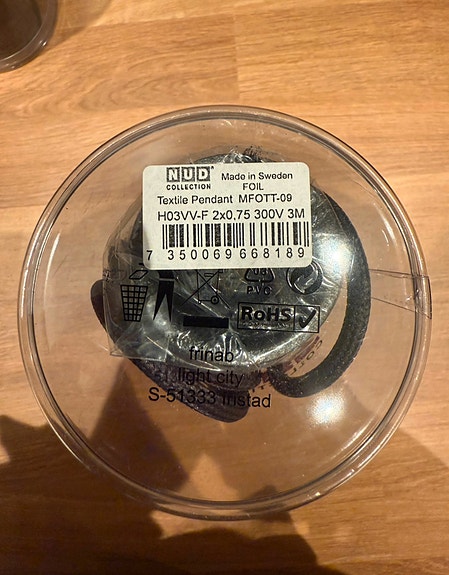 NUD
COLLECTION
Made in Sweden
FOIL
Textile Pendant MFOTT-09
H03VV-F 2x0,75 300V 3M
7 350069 668189
RoHS
frinab
light city
S-51333 fristad